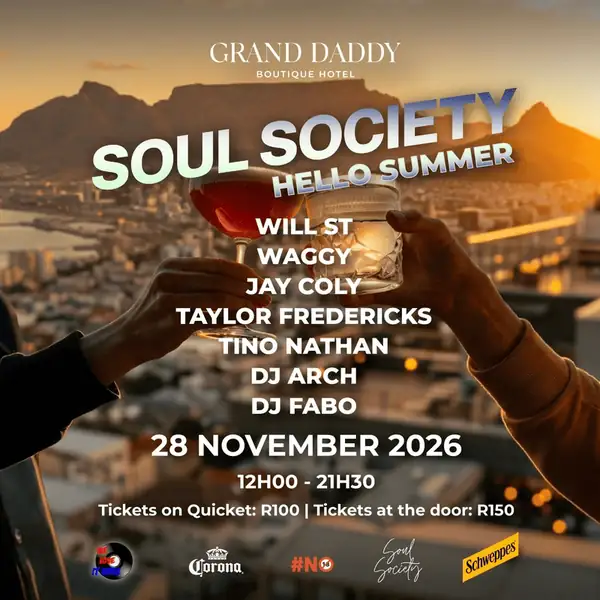 GRAND DADDY
BOUTIQUE HOTEL
SOUL SOCIETY
HELLO SUMMER
WILL ST
WAGGY
JAY COLY
TAYLOR FREDERICKS
TINO NATHAN
DJ ARCH
DJ FABO
28 NOVEMBER 2026
12H00 - 21H30
Tickets on Quicket: R100 | Tickets at the door: R150
Corona
#NO
Soul
Society
Schweppes